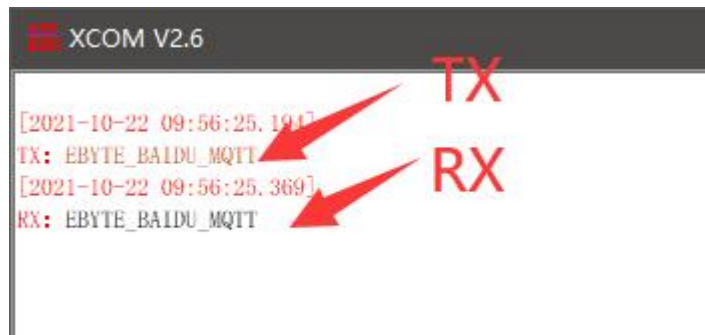 XCOM V2.6
TX
[2021-10-22 09:56:25.194]
TX: EBYTE_BAIDU_MQTT
RX
[2021-10-22 09:56:25.369]
RX: EBYTE_BAIDU_MQTT